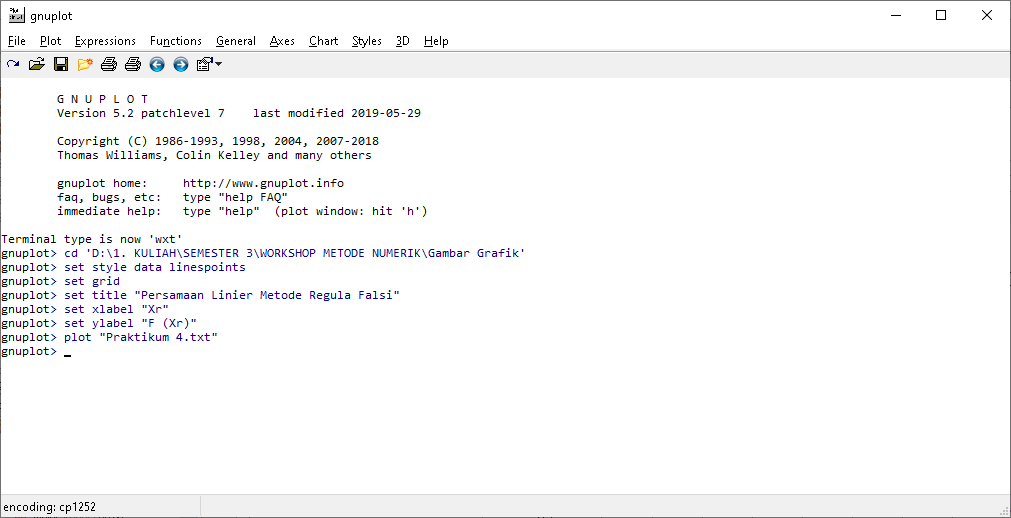 gnuplot
File Plot Expressions Functions General Axes Chart Styles 3D Help
G N U P L O T
Version 5.2 patchlevel 7    last modified 2019-05-29
Copyright (C) 1986-1993, 1998, 2004, 2007-2018
Thomas Williams, Colin Kelley and many others
gnuplot home:     http://www.gnuplot.info
faq, bugs, etc:   type "help FAQ"
immediate help:   type "help"  (plot window: hit 'h')
Terminal type is now 'wxt'
gnuplot> cd 'D:\1. KULIAH\SEMESTER 3\WORKSHOP METODE NUMERIK\Gambar Grafik'
gnuplot> set style data linespoints
gnuplot> set grid
gnuplot> set title "Persamaan Linier Metode Regula Falsi"
gnuplot> set xlabel "Xr"
gnuplot> set ylabel "F (Xr)"
gnuplot> plot "Praktikum 4.txt"
gnuplot> _
encoding: cp1252